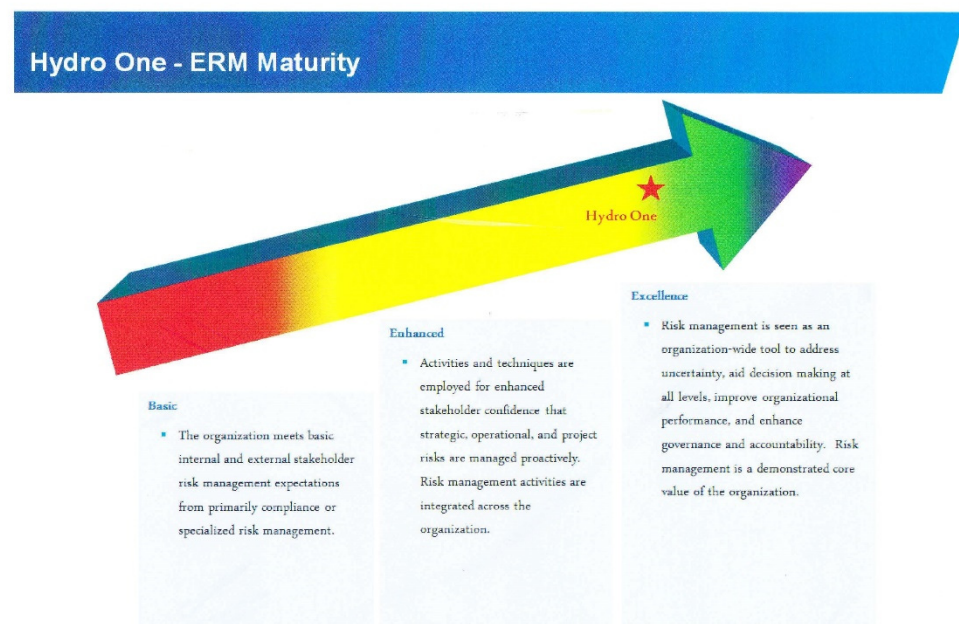 Hydro One - ERM Maturity
Hydro One
Basic
▪ The organization meets basic
internal and external stakeholder
risk management expectations
from primarily compliance or
specialized risk management.
Enhanced
▪ Activities and techniques are
employed for enhanced
stakeholder confidence that
strategic, operational, and project
risks are managed proactively.
Risk management activities are
integrated across the
organization.
Excellence
▪ Risk management is seen as an
organization-wide tool to address
uncertainty, aid decision making at
all levels, improve organizational
performance, and enhance
governance and accountability. Risk
management is a demonstrated core
value of the organization.